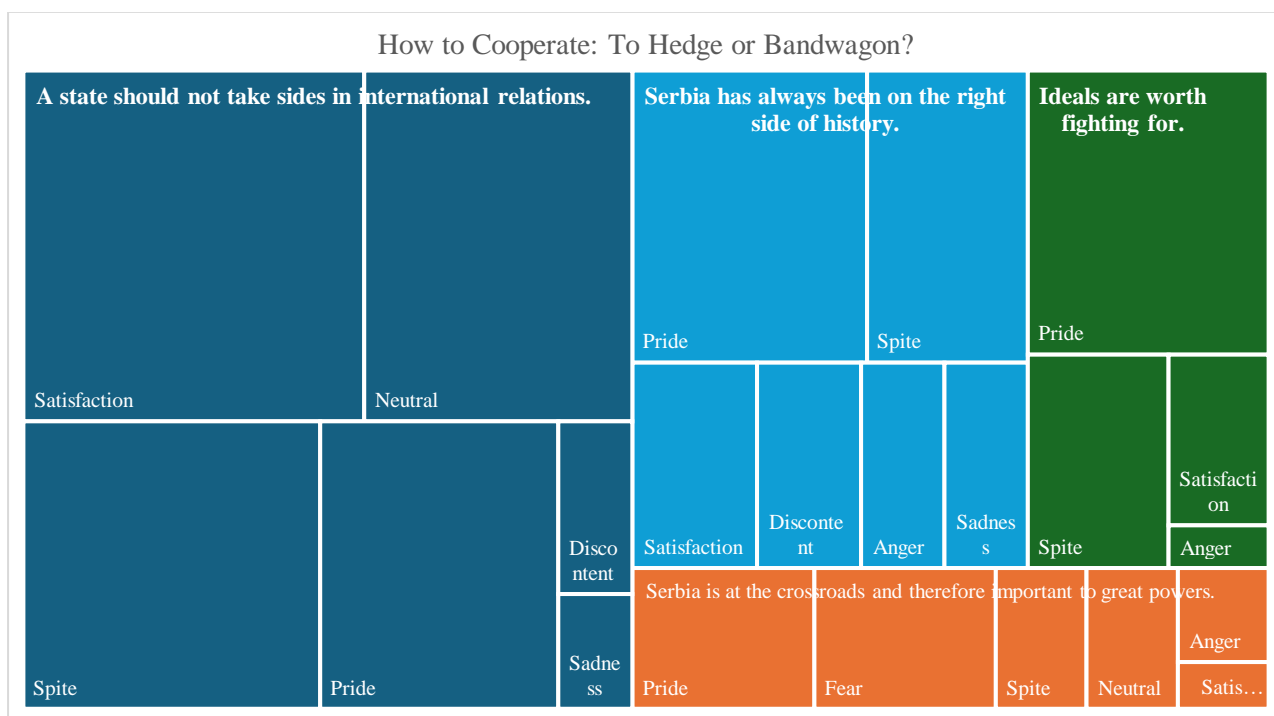 How to Cooperate: To Hedge or Bandwagon?
A state should not take sides in international relations.
Satisfaction
Neutral
Spite
Pride
Disco
ntent
Sadne
ss
Serbia has always been on the right
side of history.
Pride
Spite
Satisfaction
Disconte
nt
Anger
Sadnes
s
Ideals are worth
fighting for.
Pride
Spite
Satisfacti
on
Anger
Serbia is at the crossroads and therefore important to great powers.
Pride
Fear
Spite
Neutral
Anger
Satis…